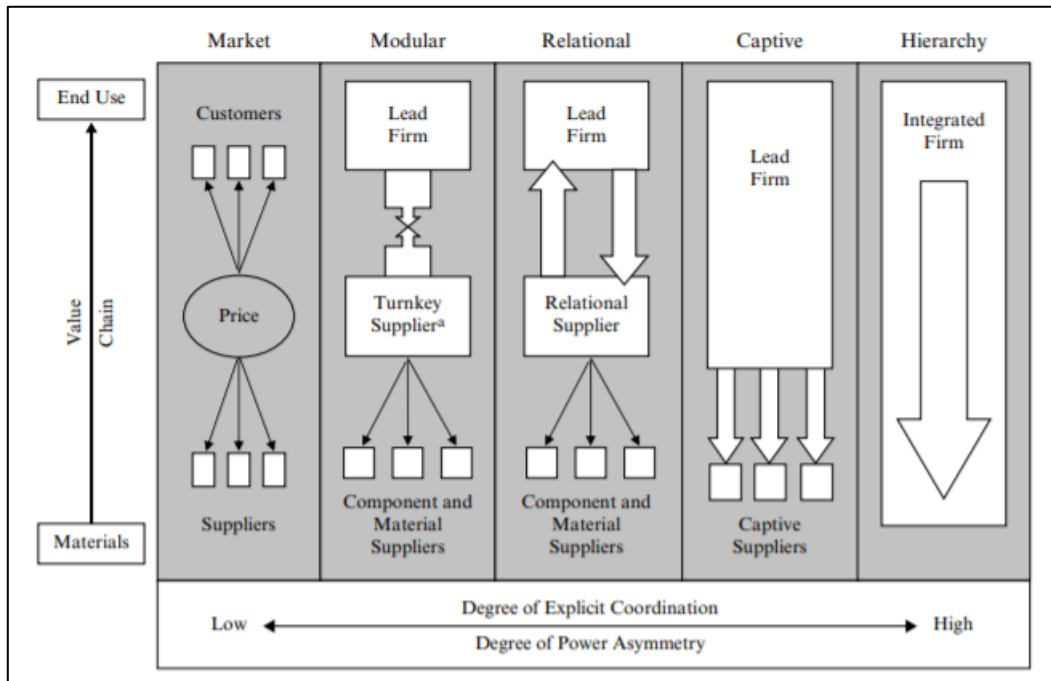 Market
Modular
Relational
Captive
Hierarchy
End Use
Value
Chain
Materials
Customers
Price
Suppliers
Lead
Firm
Turnkey
Supplierᵃ
Component and
Material
Suppliers
Lead
Firm
Relational
Supplier
Component and
Material
Suppliers
Lead
Firm
Captive
Suppliers
Integrated
Firm
Degree of Explicit Coordination
Low
High
Degree of Power Asymmetry